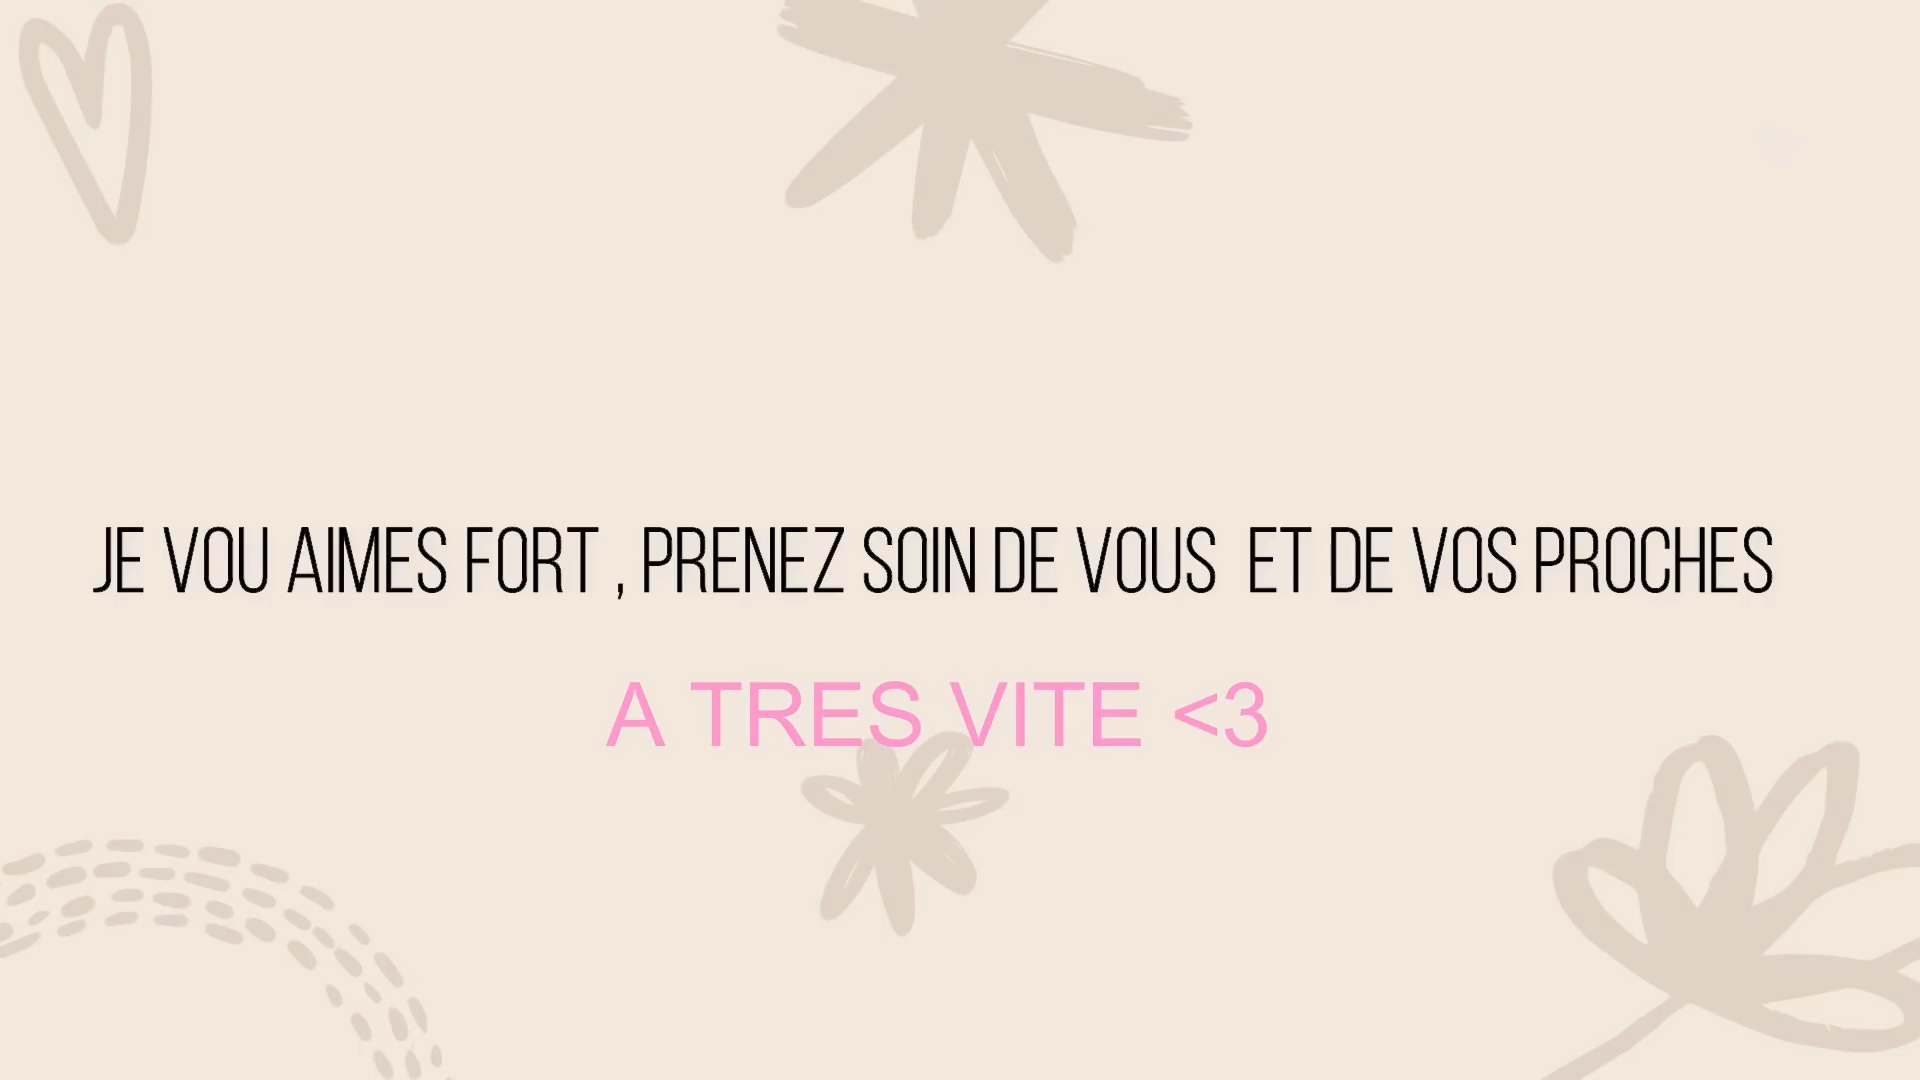 JE VOU AIMES FORT , PRENEZ SOIN DE VOUS  ET DE VOS PROCHES
A TRES VITE <3